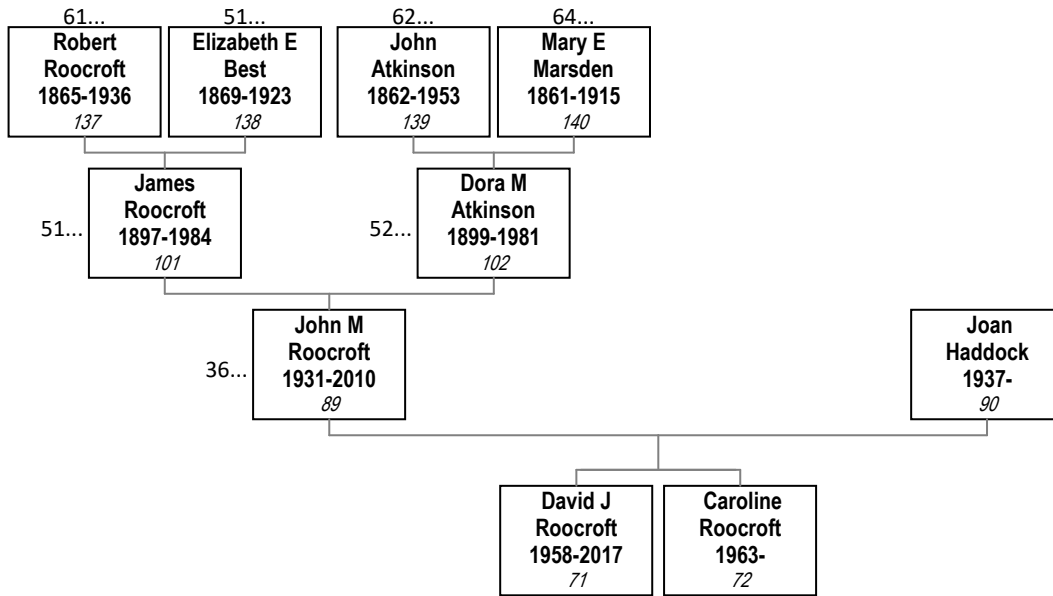 61...
51...
62...
64...
Robert
Roocroft
1865-1936
137
Elizabeth E
Best
1869-1923
138
John
Atkinson
1862-1953
139
Mary E
Marsden
1861-1915
140
51...
James
Roocroft
1897-1984
101
52...
Dora M
Atkinson
1899-1981
102
36...
John M
Roocroft
1931-2010
89
Joan
Haddock
1937-
90
David J
Roocroft
1958-2017
71
Caroline
Roocroft
1963-
72